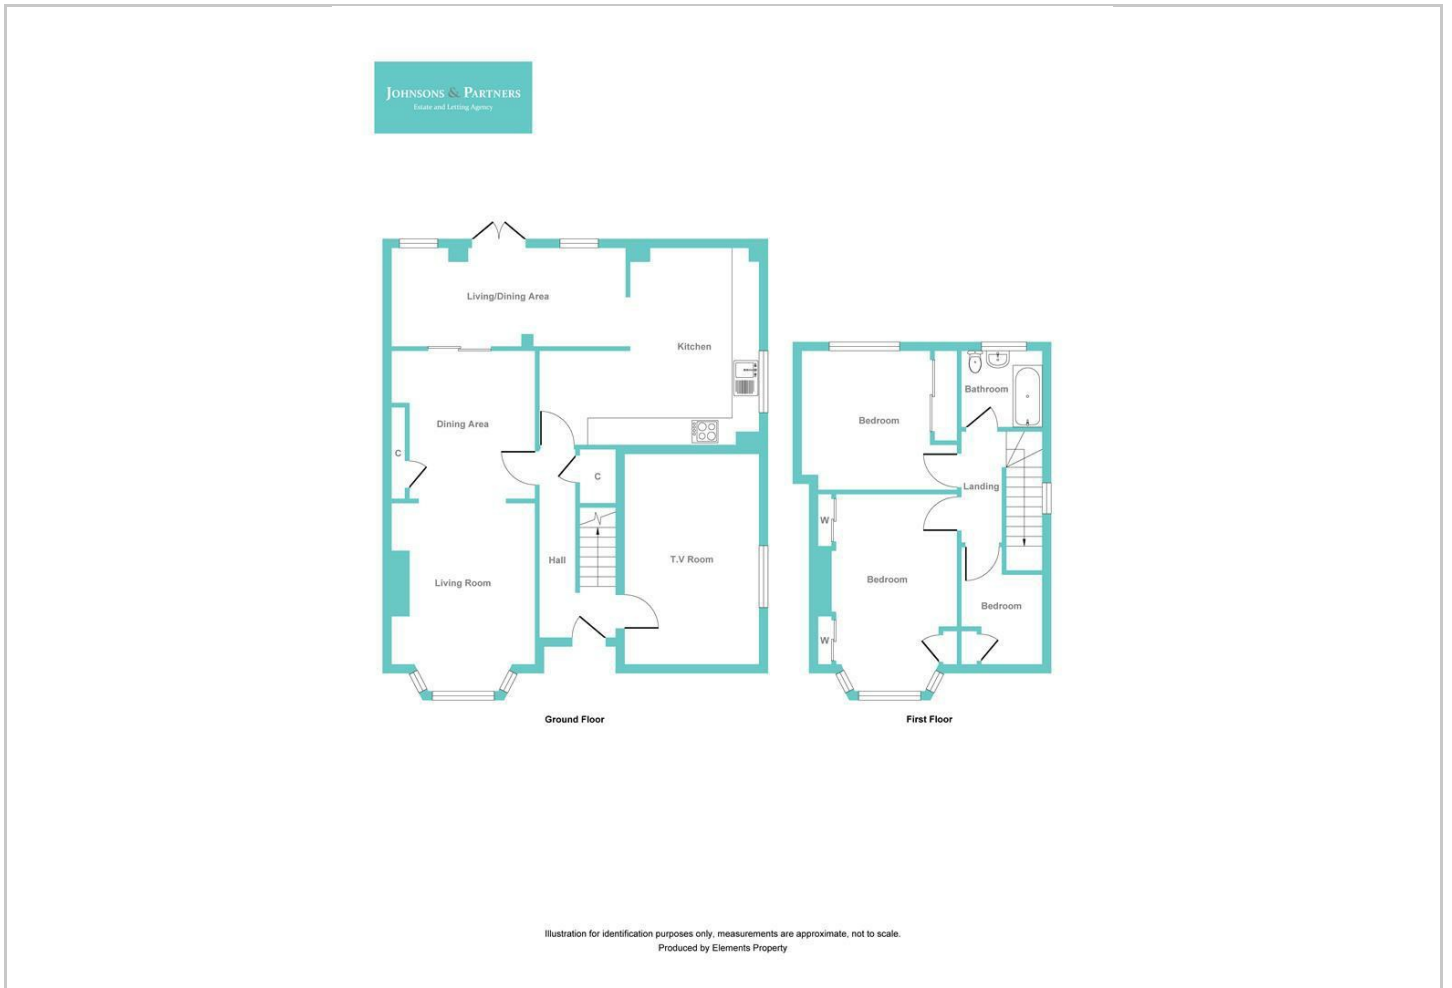 JOHNSONS & PARTNERS
Estate and Letting Agency
Living/Dining Area
Kitchen
Dining Area
C
C
Hall
T.V Room
Living Room
Ground Floor
Bathroom
Bedroom
Landing
W
Bedroom
Bedroom
W
First Floor
Illustration for identification purposes only, measurements are approximate, not to scale.
Produced by Elements Property